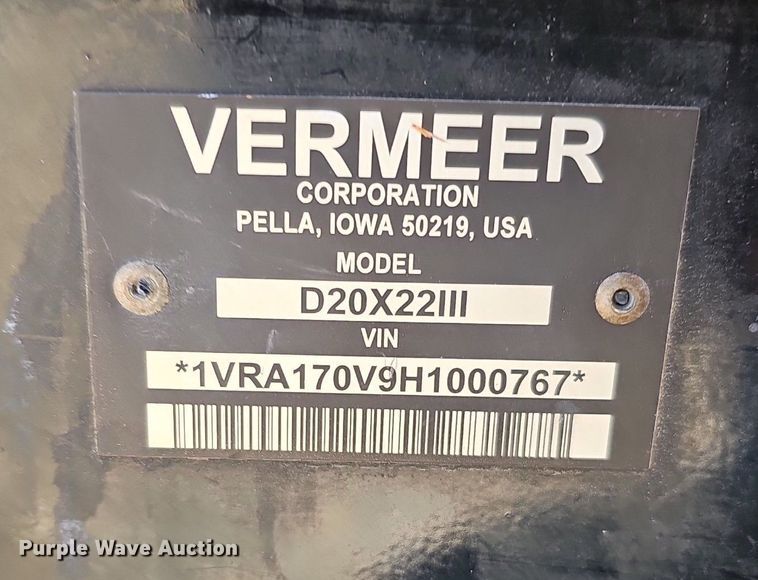 VERMEER
CORPORATION
PELLA, IOWA 50219, USA
MODEL
D20X22III
VIN
*1VRA170V9H1000767*
Purple Wave Auction